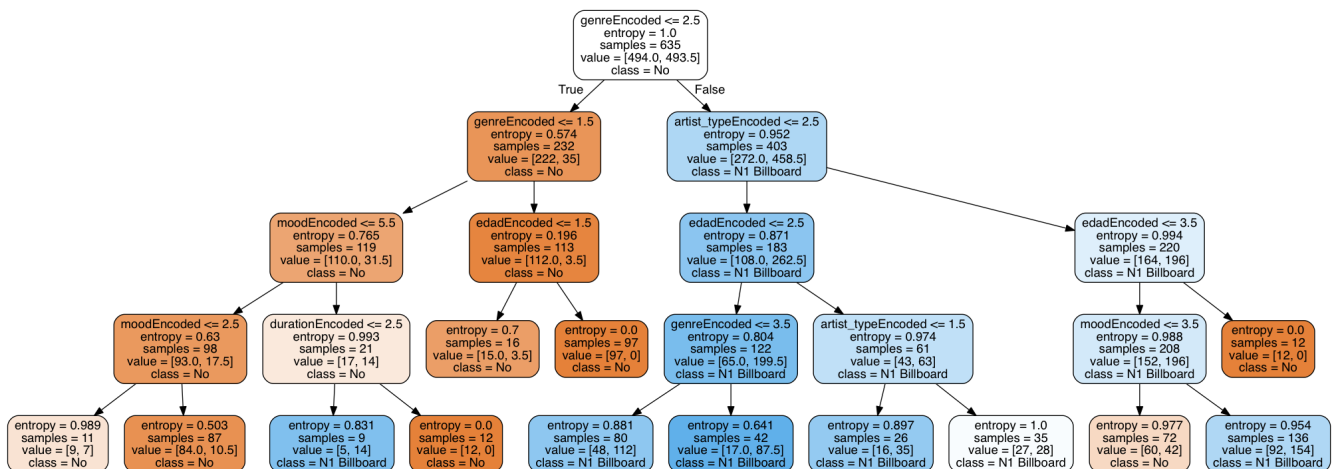 genreEncoded <= 2.5
entropy = 1.0
samples = 635
value = [494.0, 493.5]
class = No
True
False
genreEncoded <= 1.5
entropy = 0.574
samples = 232
value = [222, 35]
class = No
artist_typeEncoded <= 2.5
entropy = 0.952
samples = 403
value = [272.0, 458.5]
class = N1 Billboard
moodEncoded <= 5.5
entropy = 0.765
samples = 119
value = [110.0, 31.5]
class = No
edadEncoded <= 1.5
entropy = 0.196
samples = 113
value = [112.0, 3.5]
class = No
edadEncoded <= 2.5
entropy = 0.871
samples = 183
value = [108.0, 262.5]
class = N1 Billboard
edadEncoded <= 3.5
entropy = 0.994
samples = 220
value = [164, 196]
class = N1 Billboard
moodEncoded <= 2.5
entropy = 0.63
samples = 98
value = [93.0, 17.5]
class = No
durationEncoded <= 2.5
entropy = 0.993
samples = 21
value = [17, 14]
class = No
entropy = 0.7
samples = 16
value = [15.0, 3.5]
class = No
entropy = 0.0
samples = 97
value = [97, 0]
class = No
genreEncoded <= 3.5
entropy = 0.804
samples = 122
value = [65.0, 199.5]
class = N1 Billboard
artist_typeEncoded <= 1.5
entropy = 0.974
samples = 61
value = [43, 63]
class = N1 Billboard
moodEncoded <= 3.5
entropy = 0.988
samples = 208
value = [152, 196]
class = N1 Billboard
entropy = 0.0
samples = 12
value = [12, 0]
class = No
entropy = 0.989
samples = 11
value = [9, 7]
class = No
entropy = 0.503
samples = 87
value = [84.0, 10.5]
class = No
entropy = 0.831
samples = 9
value = [5, 14]
class = N1 Billboard
entropy = 0.0
samples = 12
value = [12, 0]
class = No
entropy = 0.881
samples = 80
value = [48, 112]
class = N1 Billboard
entropy = 0.641
samples = 42
value = [17.0, 87.5]
class = N1 Billboard
entropy = 0.897
samples = 26
value = [16, 35]
class = N1 Billboard
entropy = 1.0
samples = 35
value = [27, 28]
class = N1 Billboard
entropy = 0.977
samples = 72
value = [60, 42]
class = No
entropy = 0.954
samples = 136
value = [92, 154]
class = N1 Billboard